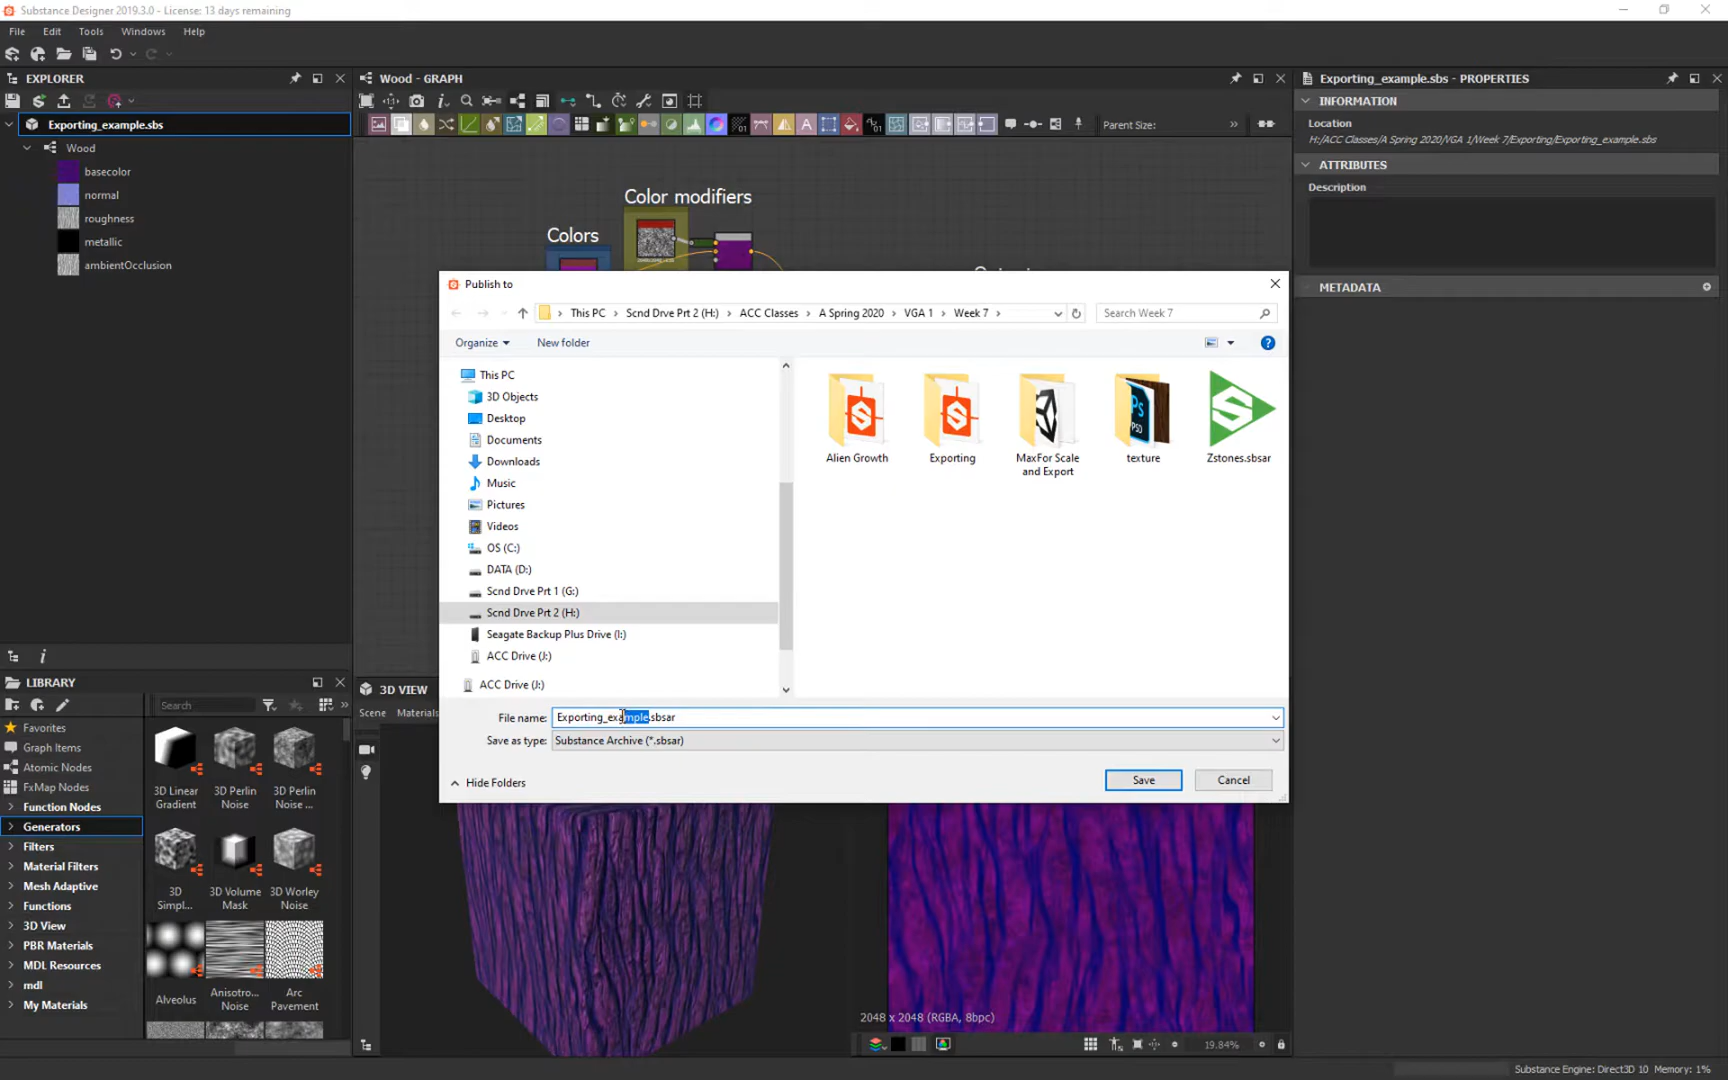 Substance Designer 2019.3.0 - License: 13 days remaining
File Edit Tools Windows Help
EXPLORER
Exporting_example.sbs
Wood
basecolor
normal
roughness
metallic
ambientOcclusion
Wood - GRAPH
Parent Size:
Color modifiers
Colors
Exporting_example.sbs - PROPERTIES
INFORMATION
Location
H:/ACC Classes/A Spring 2020/VGA 1/Week 7/Exporting/Exporting_example.sbs
ATTRIBUTES
Description
METADATA
Publish to
This PC > Scnd Drve Prt 2 (H:) > ACC Classes > A Spring 2020 > VGA 1 > Week 7 >
Search Week 7
Organize New folder
This PC
3D Objects
Desktop
Documents
Downloads
Music
Pictures
Videos
OS (C:)
DATA (D:)
Scnd Drve Prt 1 (G:)
Scnd Drve Prt 2 (H:)
Seagate Backup Plus Drive (I:)
ACC Drive (J:)
ACC Drive (J:)
Alien Growth
Exporting
MaxFor Scale
and Export
texture
Zstones.sbsar
File name: Exporting_example.sbsar
Save as type: Substance Archive (*.sbsar)
Hide Folders
Save Cancel
LIBRARY
Search
Favorites
Graph Items
Atomic Nodes
FxMap Nodes
Function Nodes
Generators
Filters
Material Filters
Mesh Adaptive
Functions
3D View
PBR Materials
MDL Resources
mdl
My Materials
3D Linear
Gradient
3D Perlin
Noise
3D Perlin
Noise ...
3D
Simpl...
3D Volume
Mask
3D Worley
Noise
Alveolus
Anisotro...
Noise
Arc
Pavement
3D VIEW
Scene Materials
2048 x 2048 (RGBA, 8bpc)
19.84%
Substance Engine: Direct3D 10 Memory: 1%